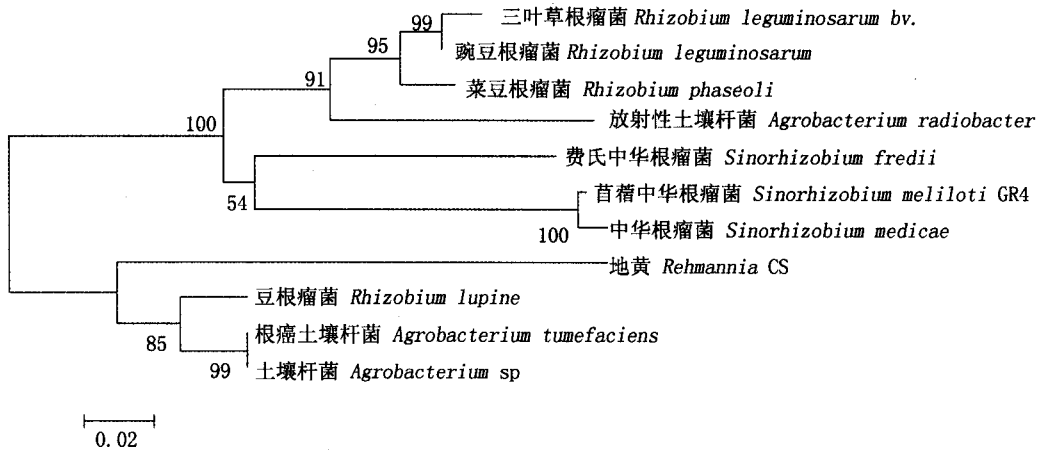 三叶草根瘤菌 Rhizobium leguminosarum bv.
99
豌豆根瘤菌 Rhizobium leguminosarum
95
菜豆根瘤菌 Rhizobium phaseoli
91
放射性土壤杆菌 Agrobacterium radiobacter
100
费氏中华根瘤菌 Sinorhizobium fredii
54
苜蓿中华根瘤菌 Sinorhizobium meliloti GR4
100
中华根瘤菌 Sinorhizobium medicae
地黄 Rehmannia CS
豆根瘤菌 Rhizobium lupine
85
根癌土壤杆菌 Agrobacterium tumefaciens
99
土壤杆菌 Agrobacterium sp
0.02